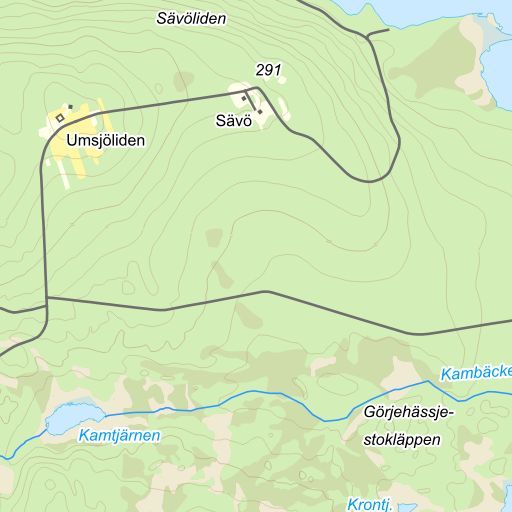 Sävöliden
291
Sävö
Umsjöliden
Kambäcke
Görjehässje-
stokläppen
Kamtjärnen
Krontj.